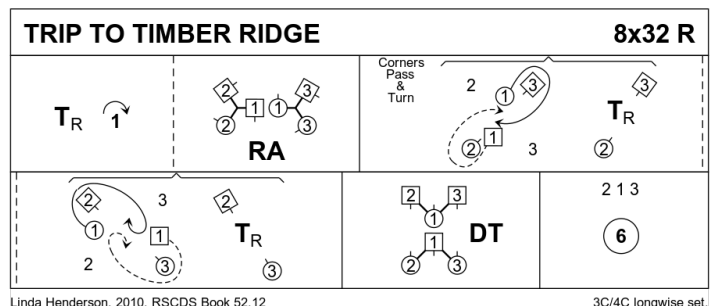 TRIP TO TIMBER RIDGE 8x32 R
TR 1
2 3
1 1
2 3
RA
Corners
Pass
&
Turn
2 1 3 3
TR
2 1 3 2
2 3 2
1 1 TR
2 3 3
2 3
1
1
2 3
DT
2 1 3
6
Linda Henderson, 2010, RSCDS Book 52.12 3C/4C longwise set.